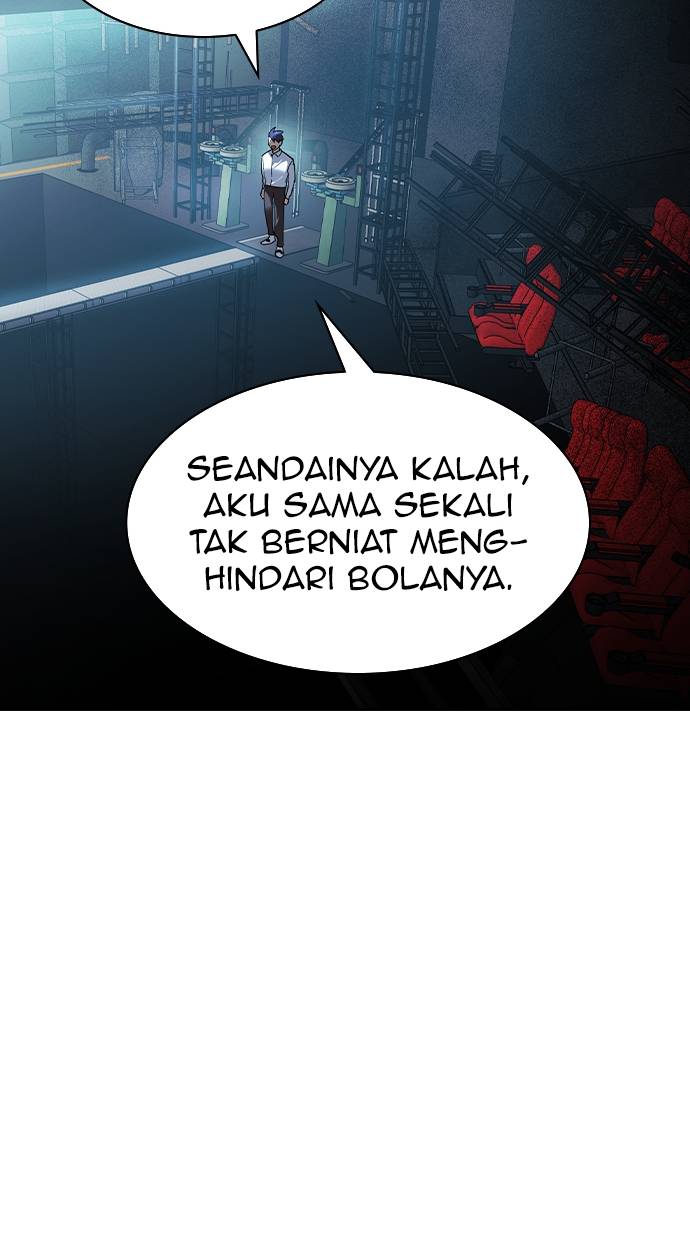 SEANDAINYA KALAH,
AKU SAMA SEKALI
TAK BERNIAT MENG-
HINDARI BOLANYA.